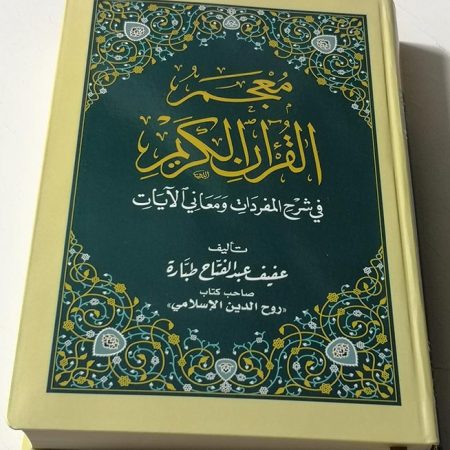 معجم
القرآن الكريم
في شرح المفردات ومعاني الآيات
تأليف
عفيف عبد الفتاح طبارة
صاحب كتاب
«روح الدين الإسلامي»